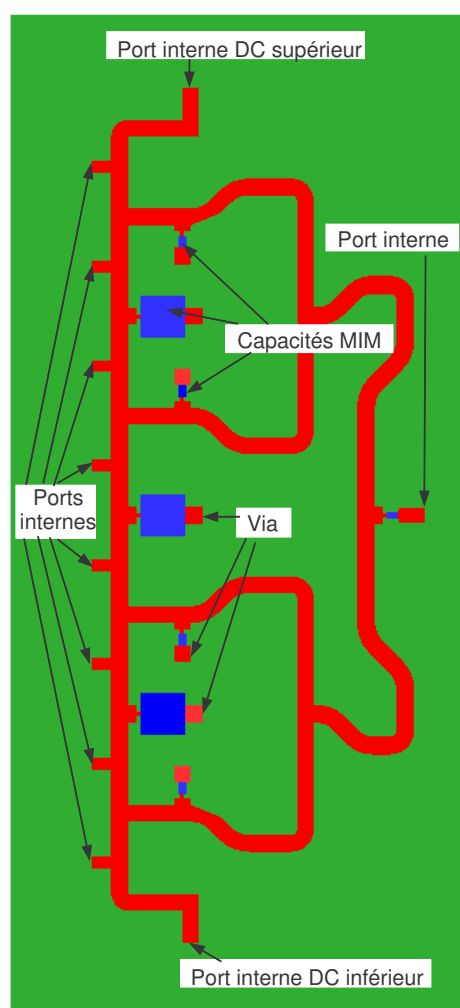 Port interne DC supérieur
Port interne
Capacités MIM
Ports
internes
Via
Port interne DC inférieur